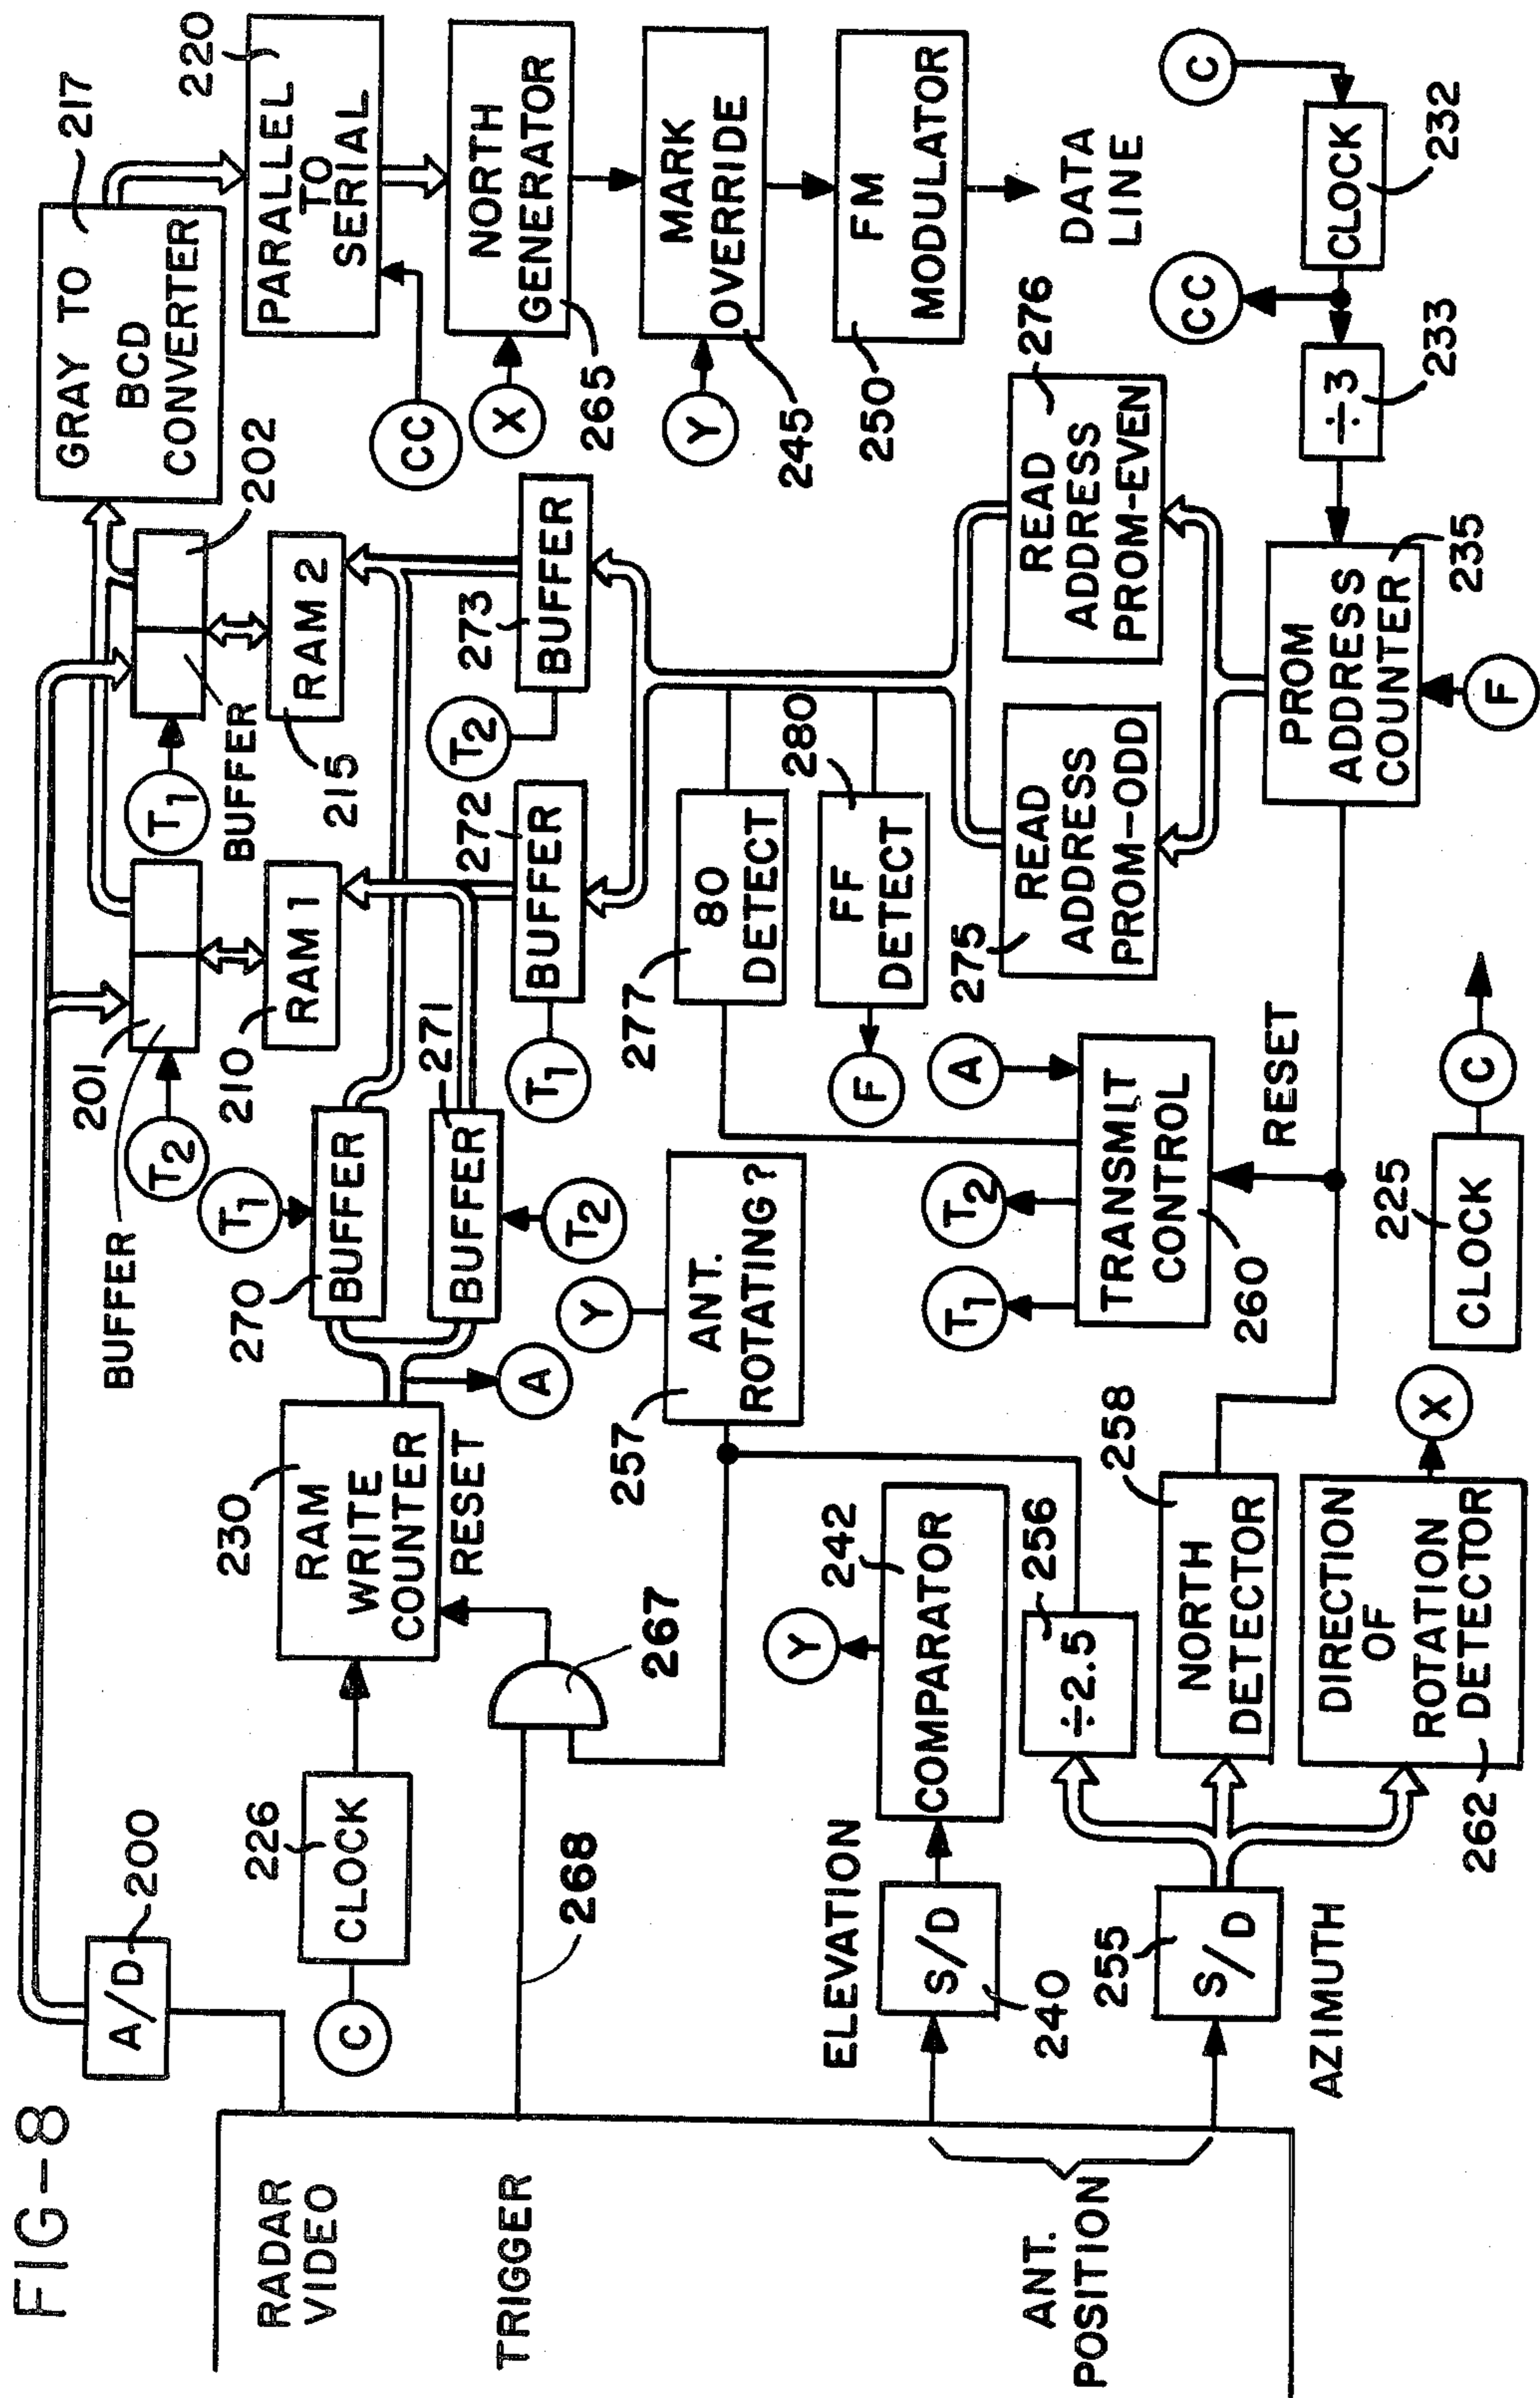 FIG-8
RADAR
VIDEO
TRIGGER
ANT.
POSITION
A/D
200
C
CLOCK
226
268
267
RAM
WRITE
COUNTER
230
RESET
A
BUFFER
270
T1
BUFFER
271
T2
BUFFER
201
T2
RAM 1
210
BUFFER
202
T1
RAM 2
215
GRAY TO
BCD
CONVERTER
217
PARALLEL
TO
SERIAL
220
CC
NORTH
GENERATOR
265
X
MARK
OVERRIDE
245
Y
FM
MODULATOR
250
DATA
LINE
BUFFER
272
T1
BUFFER
273
T2
ANT.
ROTATING?
257
Y
80
DETECT
277
FF
DETECT
280
F
READ
ADDRESS
PROM-ODD
275
READ
ADDRESS
PROM-EVEN
276
ELEVATION
S/D
240
COMPARATOR
242
Y
÷2.5
256
S/D
255
AZIMUTH
NORTH
DETECTOR
258
DIRECTION
OF
ROTATION
DETECTOR
262
X
TRANSMIT
CONTROL
260
A
T1
T2
RESET
CLOCK
225
C
PROM
ADDRESS
COUNTER
235
F
÷3
233
CC
CLOCK
232
C